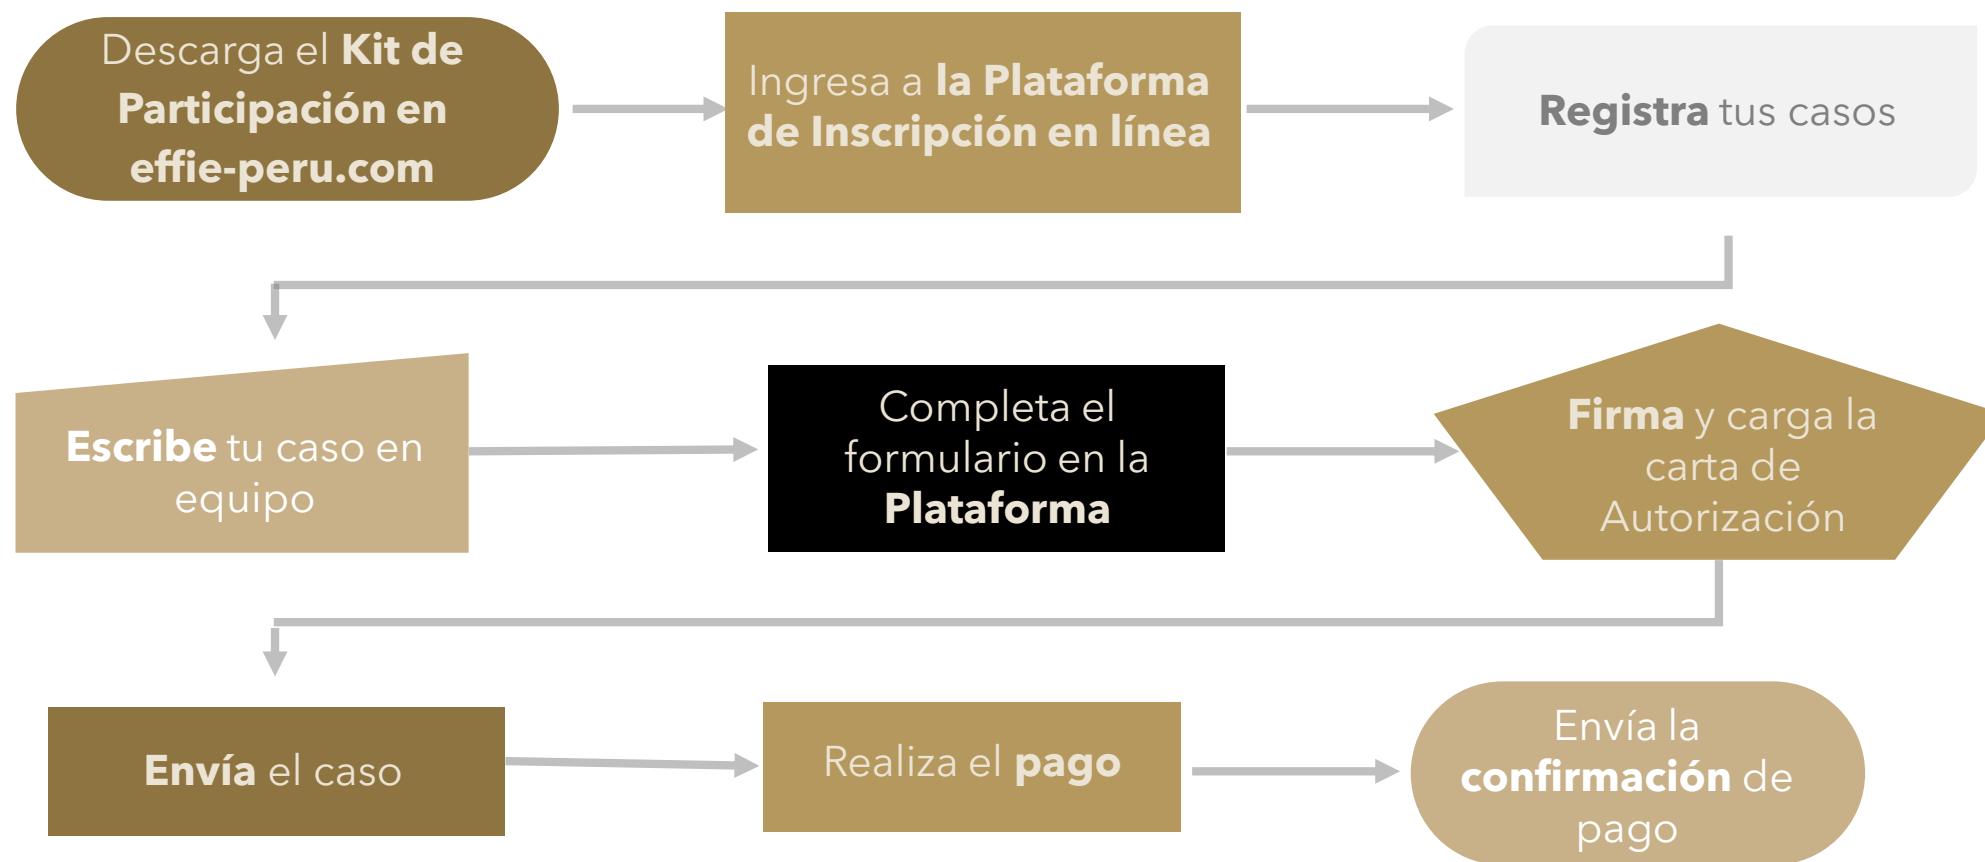 Descarga el Kit de
Participación en
effie-peru.com
Ingresa a la Plataforma
de Inscripción en línea
Registra tus casos
Escribe tu caso en
equipo
Completa el
formulario en la
Plataforma
Firma y carga la
carta de
Autorización
Envía el caso
Realiza el pago
Envía la
confirmación de
pago